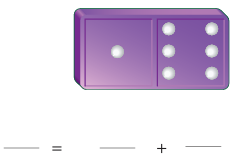 ___ = ___ + ___